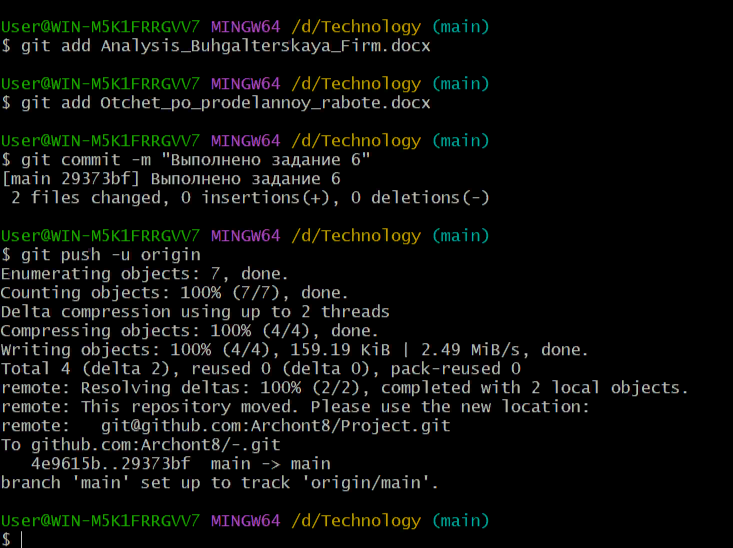 User@WIN-M5K1FRRGVV7 MINGW64 /d/Technology (main)
$ git add Analysis_Buhgalterskaya_Firm.docx
User@WIN-M5K1FRRGVV7 MINGW64 /d/Technology (main)
$ git add Otchet_po_prodelannoy_rabote.docx
User@WIN-M5K1FRRGVV7 MINGW64 /d/Technology (main)
$ git commit -m "Выполнено задание 6"
[main 29373bf] Выполнено задание 6
 2 files changed, 0 insertions(+), 0 deletions(-)
User@WIN-M5K1FRRGVV7 MINGW64 /d/Technology (main)
$ git push -u origin
Enumerating objects: 7, done.
Counting objects: 100% (7/7), done.
Delta compression using up to 2 threads
Compressing objects: 100% (4/4), done.
Writing objects: 100% (4/4), 159.19 KiB | 2.49 MiB/s, done.
Total 4 (delta 2), reused 0 (delta 0), pack-reused 0
remote: Resolving deltas: 100% (2/2), completed with 2 local objects.
remote: This repository moved. Please use the new location:
remote:   git@github.com:Archont8/Project.git
To github.com:Archont8/-.git
   4e9615b..29373bf  main -> main
branch 'main' set up to track 'origin/main'.
User@WIN-M5K1FRRGVV7 MINGW64 /d/Technology (main)
$